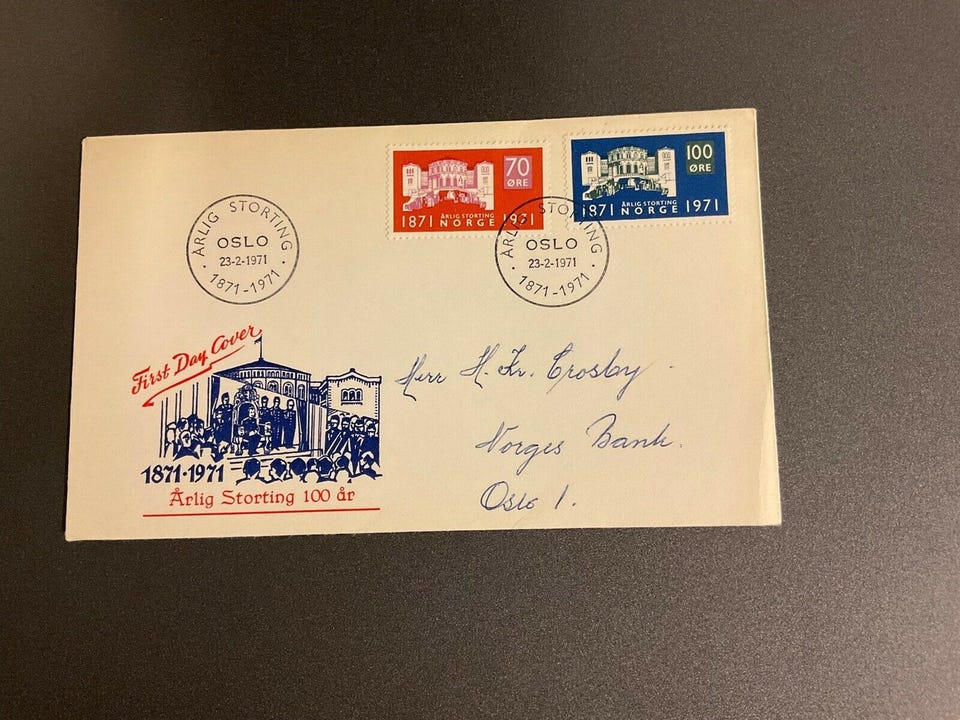 70
ØRE
ÅRLIG STORTING
1871 NORGE 1971
100
ØRE
ÅRLIG STORTING
1871 NORGE 1971
ÅRLIG STORTING
OSLO
23-2-1971
1871-1971
ÅRLIG STORTING
OSLO
23-2-1971
1871-1971
First Day Cover
1871·1971
Årlig Storting 100 år
Herr H. Fr. Crosby
Norges Bank.
Oslo 1.